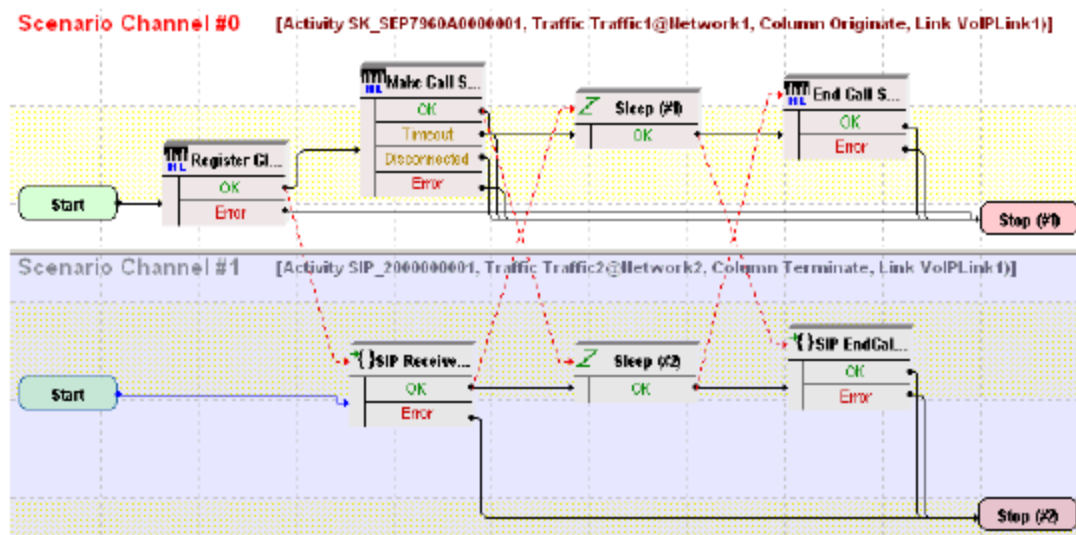 Scenario Channel #0 [Activity SK_SEP7960A0000001, Traffic Traffic1@Network1, Column Originate, Link VoIPLink1)]
Make Call S...
OK
Timeout
Disconnected
Error
Sleep (#1)
OK
End Call S...
OK
Error
Register Cl...
OK
Error
Start
Stop (#1)
Scenario Channel #1 [Activity SIP_2000000001, Traffic Traffic2@Network2, Column Terminate, Link VoIPLink1)]
{}SIP Receive...
OK
Error
Sleep (#2)
OK
{}SIP EndCal...
OK
Error
Start
Stop (#2)